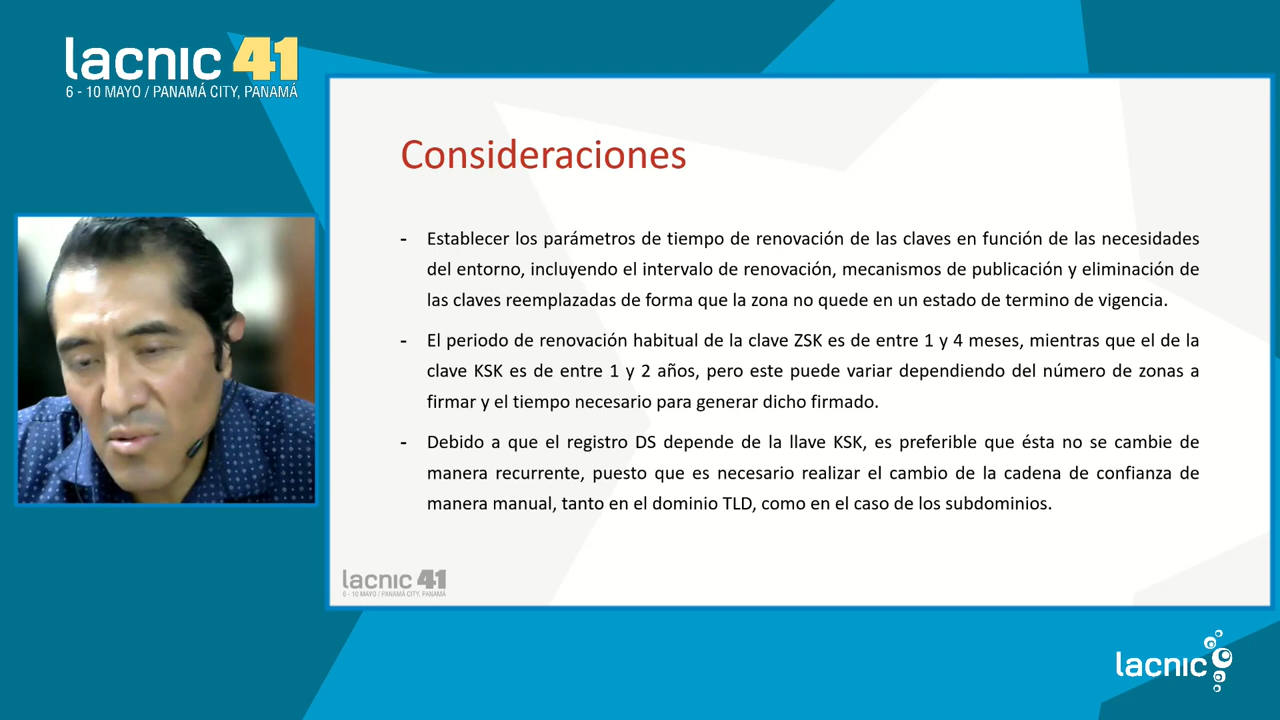 lacnic 41
6 - 10 MAYO / PANAMÁ CITY, PANAMÁ
Consideraciones
- Establecer los parámetros de tiempo de renovación de las claves en función de las necesidades
del entorno, incluyendo el intervalo de renovación, mecanismos de publicación y eliminación de
las claves reemplazadas de forma que la zona no quede en un estado de termino de vigencia.
- El periodo de renovación habitual de la clave ZSK es de entre 1 y 4 meses, mientras que el de la
clave KSK es de entre 1 y 2 años, pero este puede variar dependiendo del número de zonas a
firmar y el tiempo necesario para generar dicho firmado.
- Debido a que el registro DS depende de la llave KSK, es preferible que ésta no se cambie de
manera recurrente, puesto que es necesario realizar el cambio de la cadena de confianza de
manera manual, tanto en el dominio TLD, como en el caso de los subdominios.
lacnic 41
6 - 10 MAYO / PANAMÁ CITY, PANAMÁ
lacnic